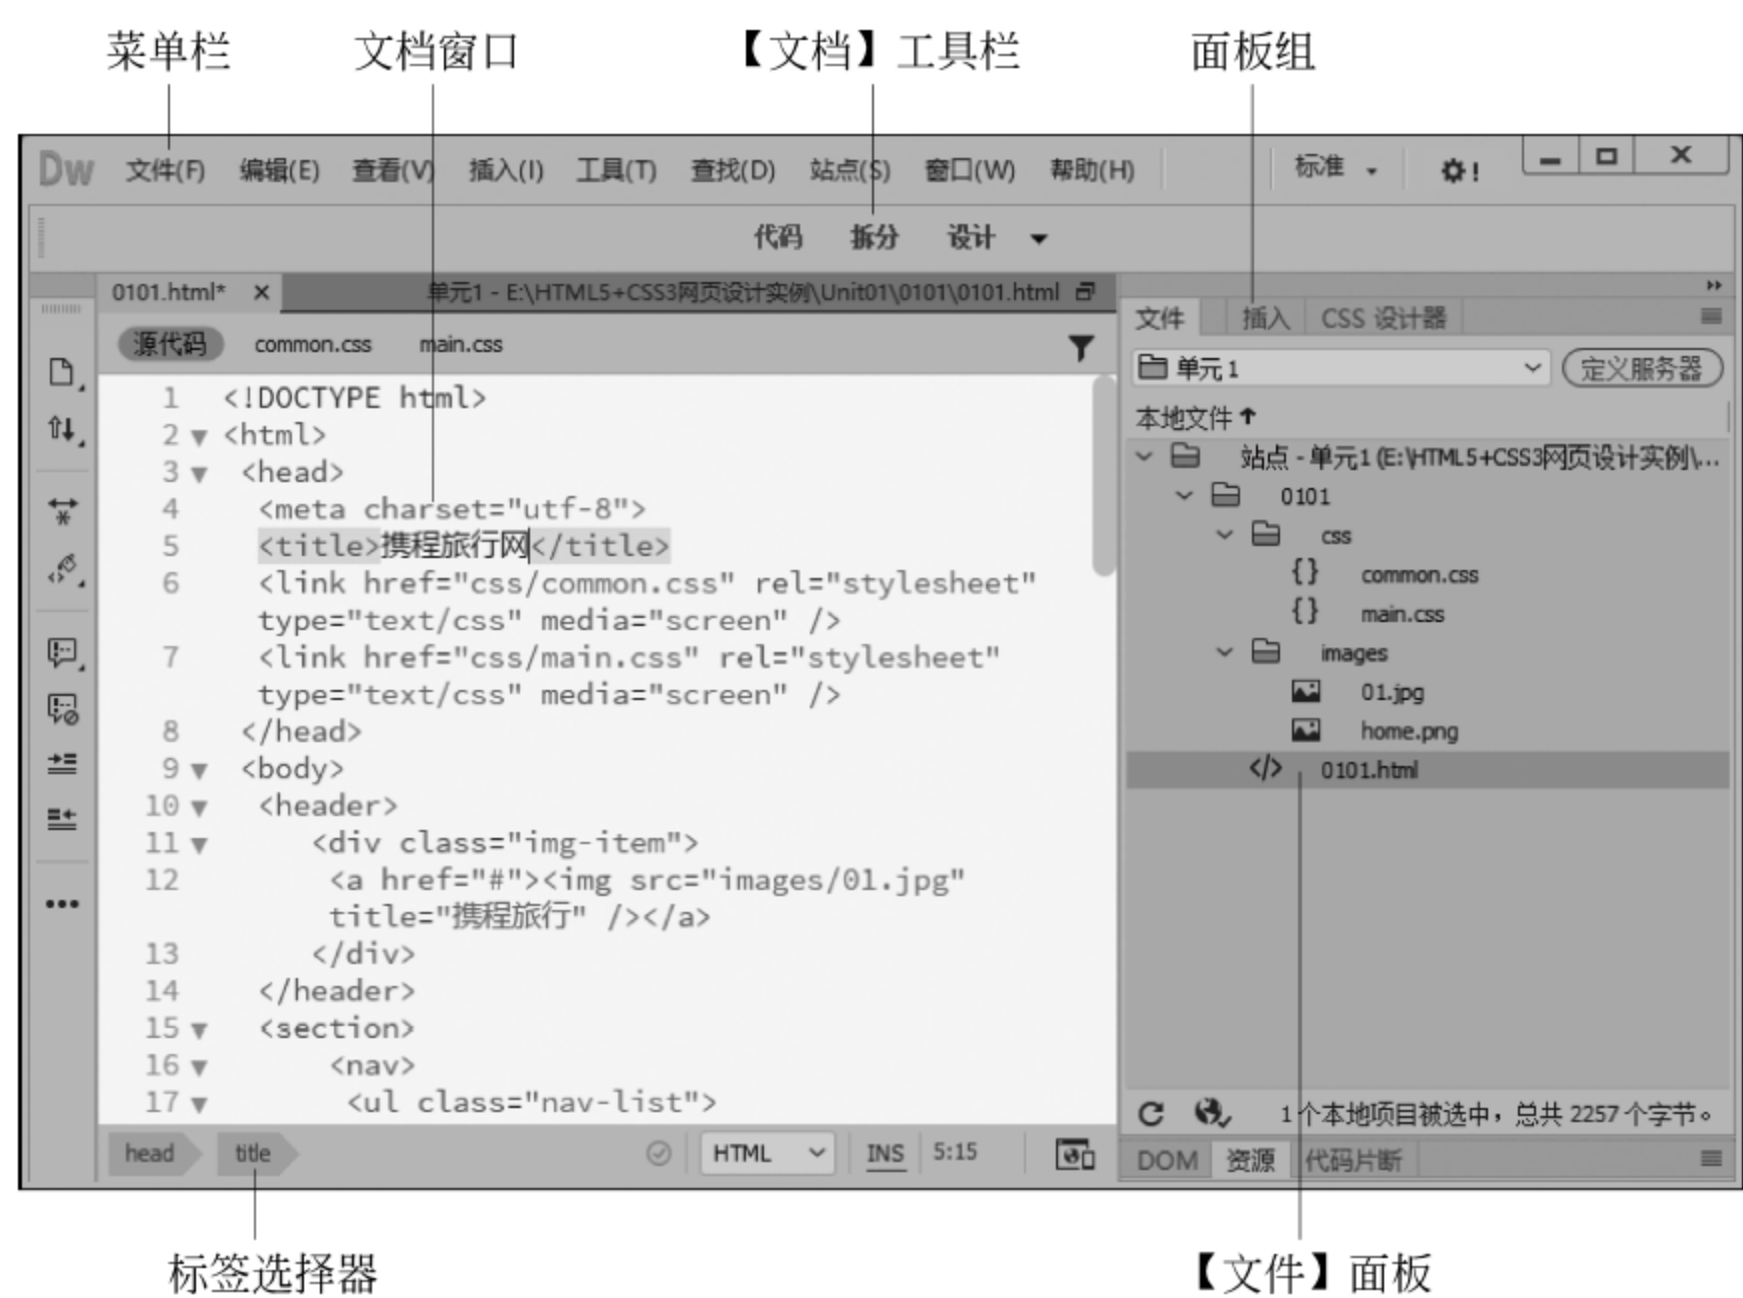 菜单栏 文档窗口 【文档】工具栏 面板组
Dw 文件(F) 编辑(E) 查看(V) 插入(I) 工具(T) 查找(D) 站点(S) 窗口(W) 帮助(H) 标准
代码 拆分 设计
0101.html* 单元1 - E:\HTML5+CSS3网页设计实例\Unit01\0101\0101.html
源代码 common.css main.css
1 <!DOCTYPE html>
2 <html>
3 <head>
4 <meta charset="utf-8">
5 <title>携程旅行网</title>
6 <link href="css/common.css" rel="stylesheet"
type="text/css" media="screen" />
7 <link href="css/main.css" rel="stylesheet"
type="text/css" media="screen" />
8 </head>
9 <body>
10 <header>
11 <div class="img-item">
12 <a href="#"><img src="images/01.jpg"
title="携程旅行" /></a>
13 </div>
14 </header>
15 <section>
16 <nav>
17 <ul class="nav-list">
head title HTML INS 5:15
文件 插入 CSS 设计器
单元 1 定义服务器
本地文件
站点 - 单元1 (E:\HTML5+CSS3网页设计实例\...
0101
css
{} common.css
{} main.css
images
01.jpg
home.png
</> 0101.html
1 个本地项目被选中，总共 2257 个字节。
DOM 资源 代码片断
标签选择器 【文件】面板